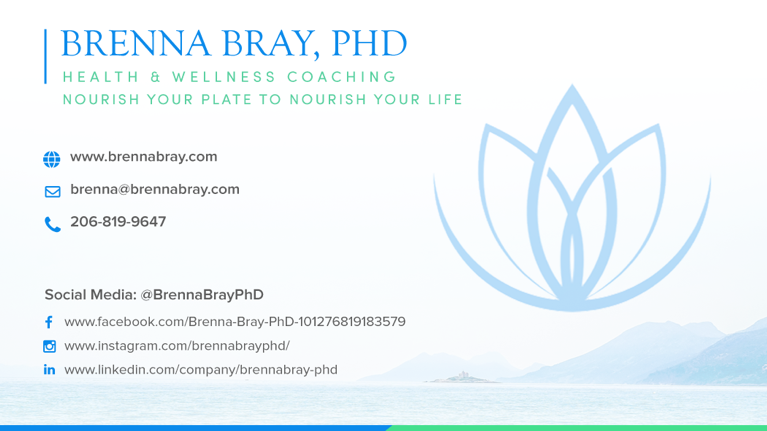 BRENNA BRAY, PHD
HEALTH & WELLNESS COACHING
NOURISH YOUR PLATE TO NOURISH YOUR LIFE
www.brennabray.com
brenna@brennabray.com
206-819-9647
Social Media: @BrennaBrayPhD
www.facebook.com/Brenna-Bray-PhD-101276819183579
www.instagram.com/brennabrayphd/
www.linkedin.com/company/brennabray-phd